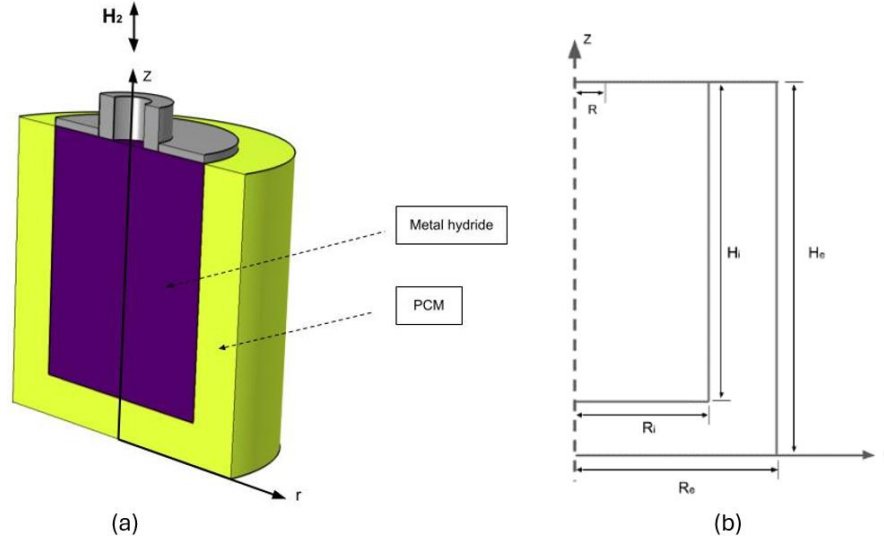 H₂
z
Metal hydride
PCM
r
(a)
z
R
Hᵢ
Hₑ
Rᵢ
Rₑ
(b)